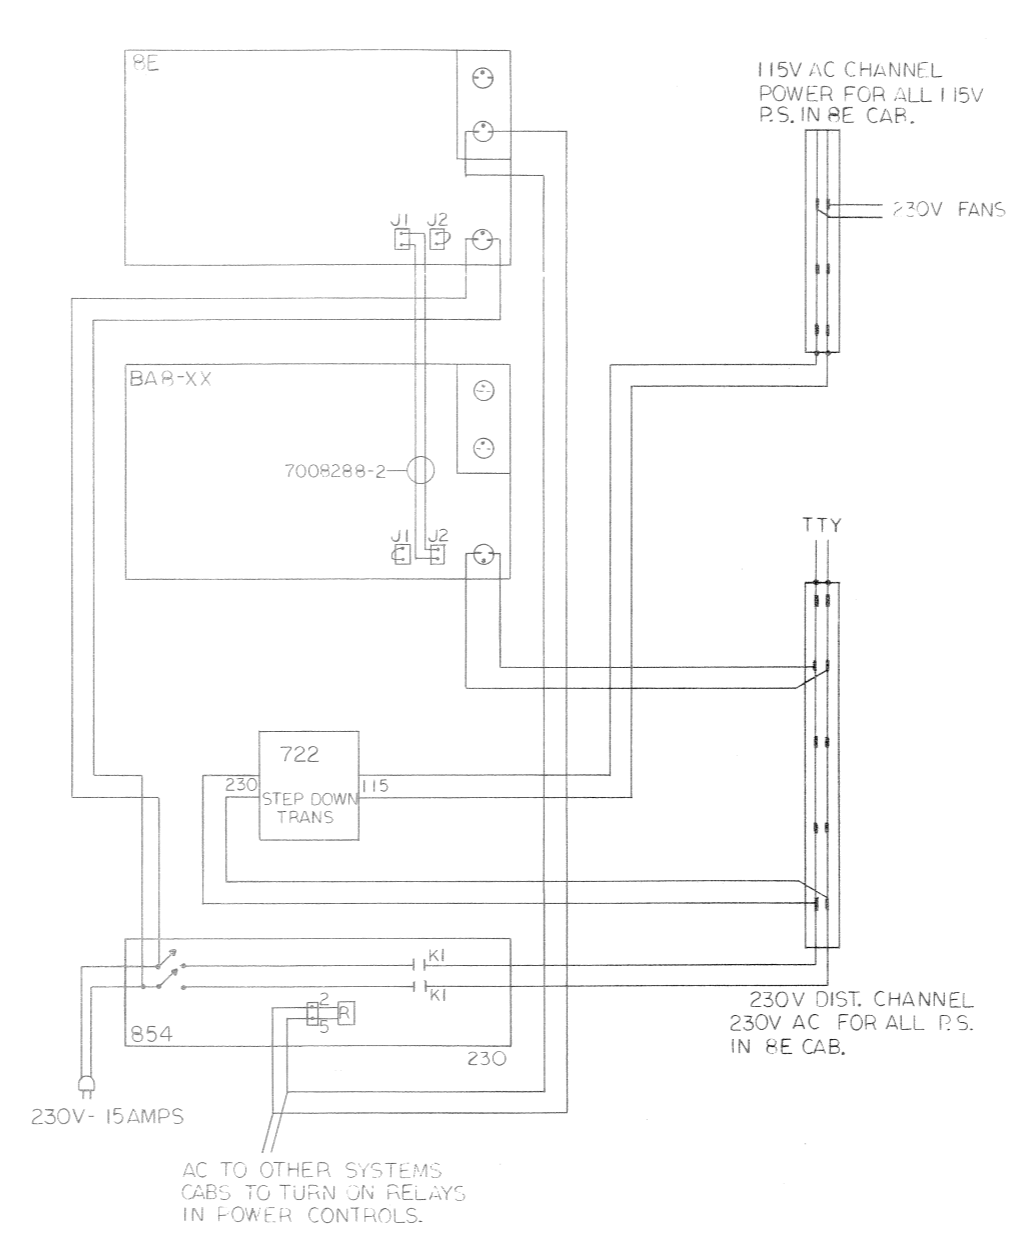 8E
115V AC CHANNEL
POWER FOR ALL 115V
P.S. IN 8E CAB.
230V FANS
J1 J2
BA8-XX
7008288-2
J1 J2
TTY
722
230
115
STEP DOWN
TRANS
K1
K1
2
R
5
854
230
230V DIST. CHANNEL
230V AC FOR ALL P.S.
IN 8E CAB.
230V- 15AMPS
AC TO OTHER SYSTEMS
CABS TO TURN ON RELAYS
IN POWER CONTROLS.